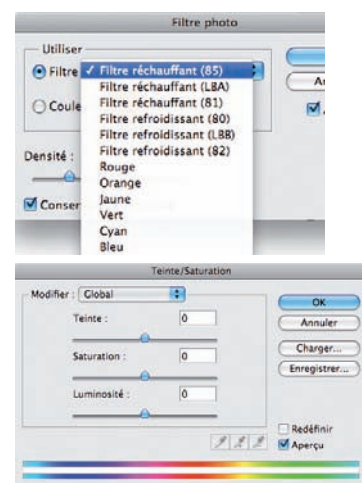 Filtre photo
Utiliser
Filtre ✓ Filtre réchauffant (85)
Filtre réchauffant (LBA)
Filtre réchauffant (81)
Filtre refroidissant (80)
Filtre refroidissant (LBB)
Filtre refroidissant (82)
Rouge
Orange
Jaune
Vert
Cyan
Bleu
Coule
Densité :
Conser
Teinte/Saturation
Modifier : Global
Teinte : 0
Saturation : 0
Luminosité : 0
OK
Annuler
Charger...
Enregistrer...
Redéfinir
Aperçu